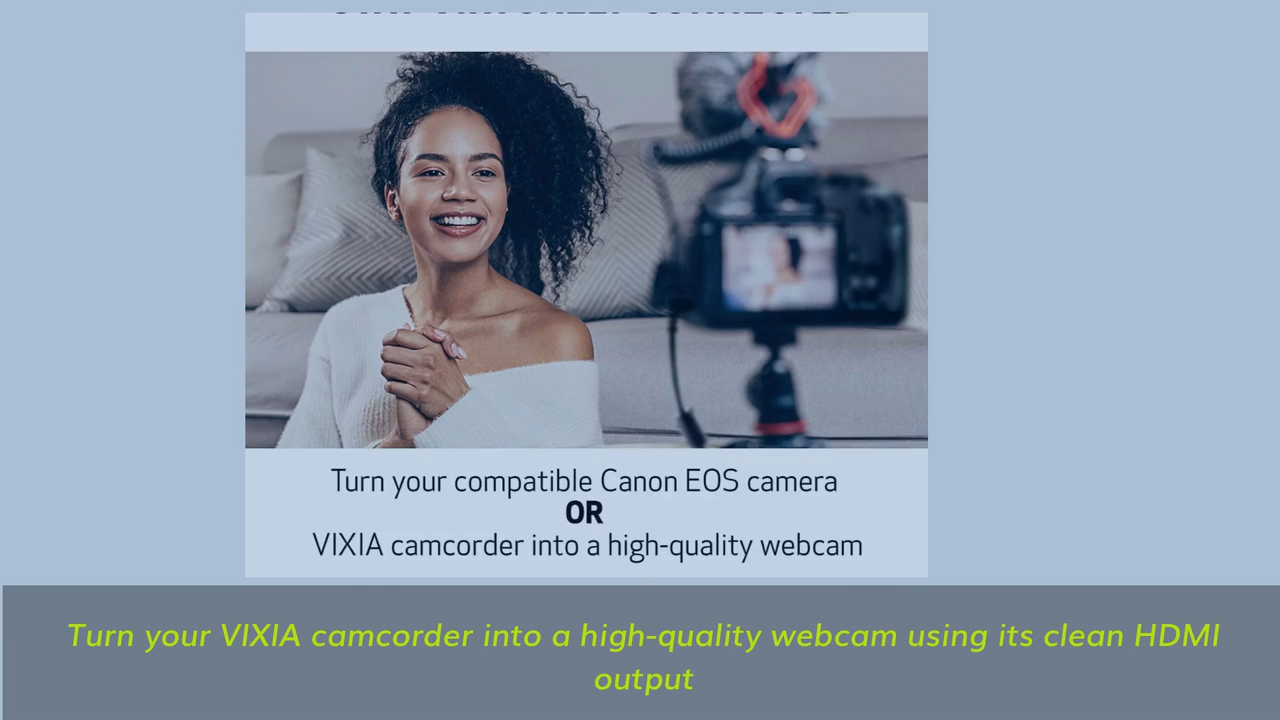 Turn your compatible Canon EOS camera
OR
VIXIA camcorder into a high-quality webcam
Turn your VIXIA camcorder into a high-quality webcam using its clean HDMI
output